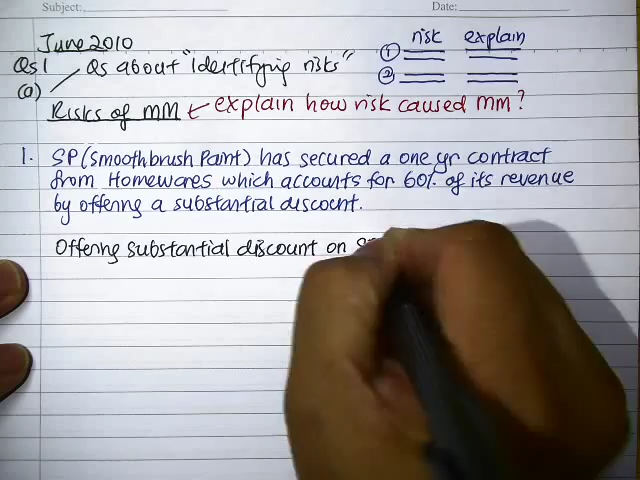 Subject: Date:
June 2010
Qs 1 Qs about "identifying risks"
(a)
risk explain
1
2
Risks of MM ← explain how risk caused MM?
1. SP (Smoothbrush Paint) has secured a one yr contract
from Homewares which accounts for 60% of its revenue
by offering a substantial discount.
Offering substantial discount on